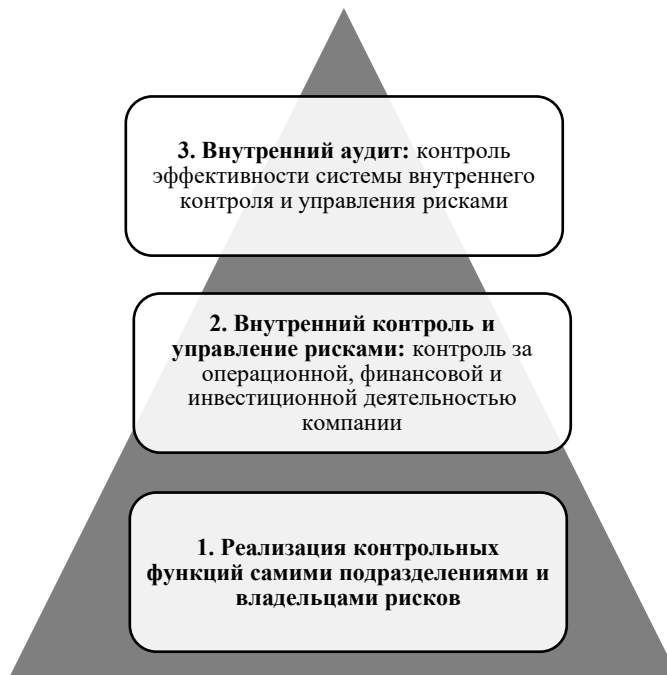 3. Внутренний аудит: контроль
эффективности системы внутреннего
контроля и управления рисками
2. Внутренний контроль и
управление рисками: контроль за
операционной, финансовой и
инвестиционной деятельностью
компании
1. Реализация контрольных
функций самими подразделениями и
владельцами рисков